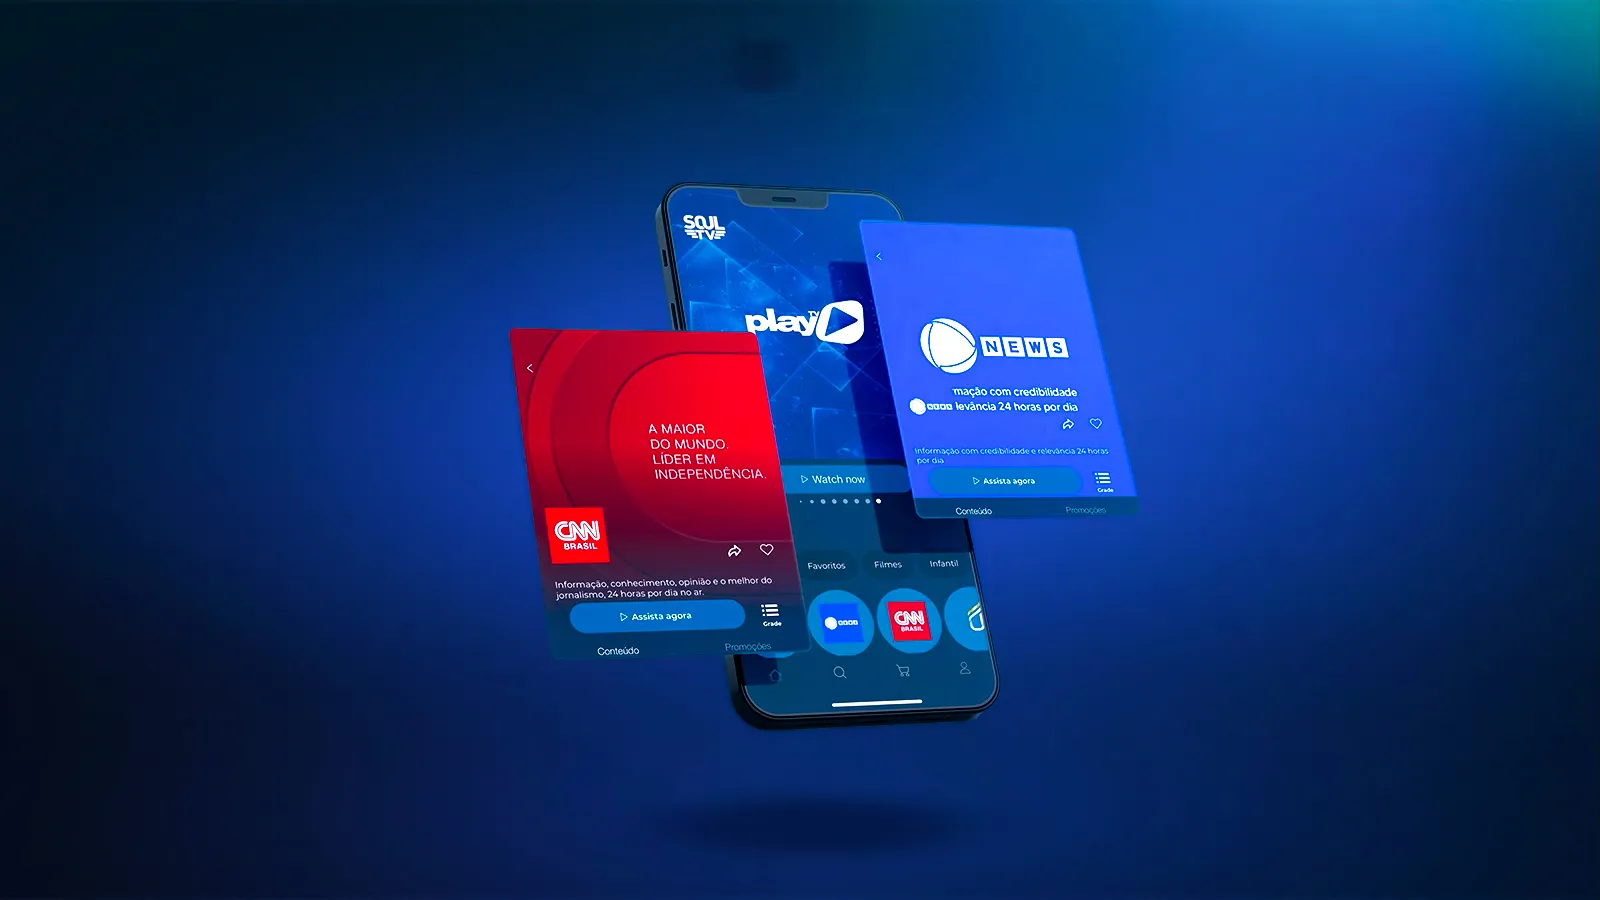 SOUL
TV
play TV
Watch now
Favoritos
Filmes
Infantil
CNN
BRASIL
A MAIOR
DO MUNDO.
LÍDER EM
INDEPENDÊNCIA.
CNN
BRASIL
Informação, conhecimento, opinião e o melhor do
jornalismo, 24 horas por dia no ar.
Assista agora
Grade
Conteúdo
Promoções
NEWS
mação com credibilidade
NEWS
levância 24 horas por dia
Informação com credibilidade e relevância 24 horas
por dia
Assista agora
Grade
Conteúdo
Promoções